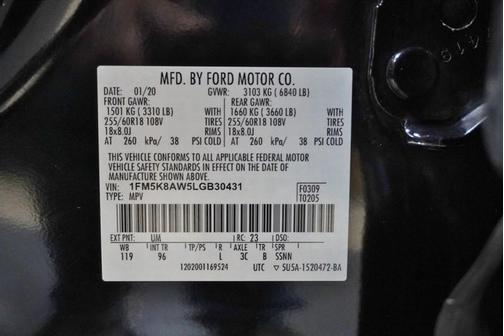 MFD. BY FORD MOTOR CO.
DATE: 01/20 GVWR: 3103 KG ( 6840 LB)
FRONT GAWR: REAR GAWR:
1501 KG ( 3310 LB) WITH 1660 KG ( 3660 LB) WITH
255/60R18 108V TIRES 255/60R18 108V TIRES
18x8.0J RIMS 18x8.0J RIMS
AT 260 kPa/ 38 PSI COLD AT 260 kPa/ 38 PSI COLD
THIS VEHICLE CONFORMS TO ALL APPLICABLE FEDERAL MOTOR
VEHICLE SAFETY STANDARDS IN EFFECT ON THE DATE OF
MANUFACTURE SHOWN ABOVE.
VIN: 1FM5K8AW5LGB30431 F0309
TYPE: MPV T0205
EXT PNT: UM RC: 23 DSO:
WB INT TR TP/PS R AXLE TR SPR
119 96 L 3C B SSNN
1202001169524 UTC ▽ 5U5A-1520472-BA